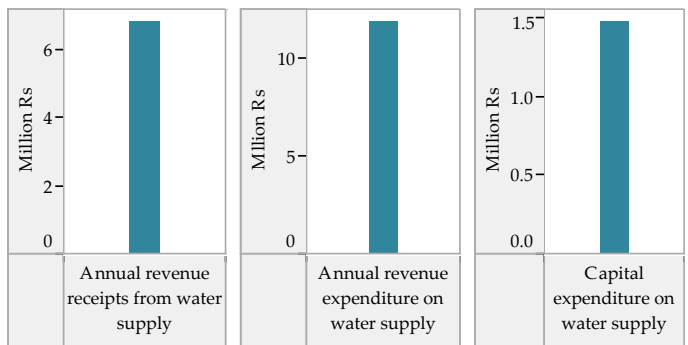 Million Rs
6
4
2
0
Annual revenue
receipts from water
supply
Mllion Rs
10
5
0
Annual revenue
expenditure on
water supply
Million Rs
1.5
1.0
0.5
0.0
Capital
expenditure on
water supply